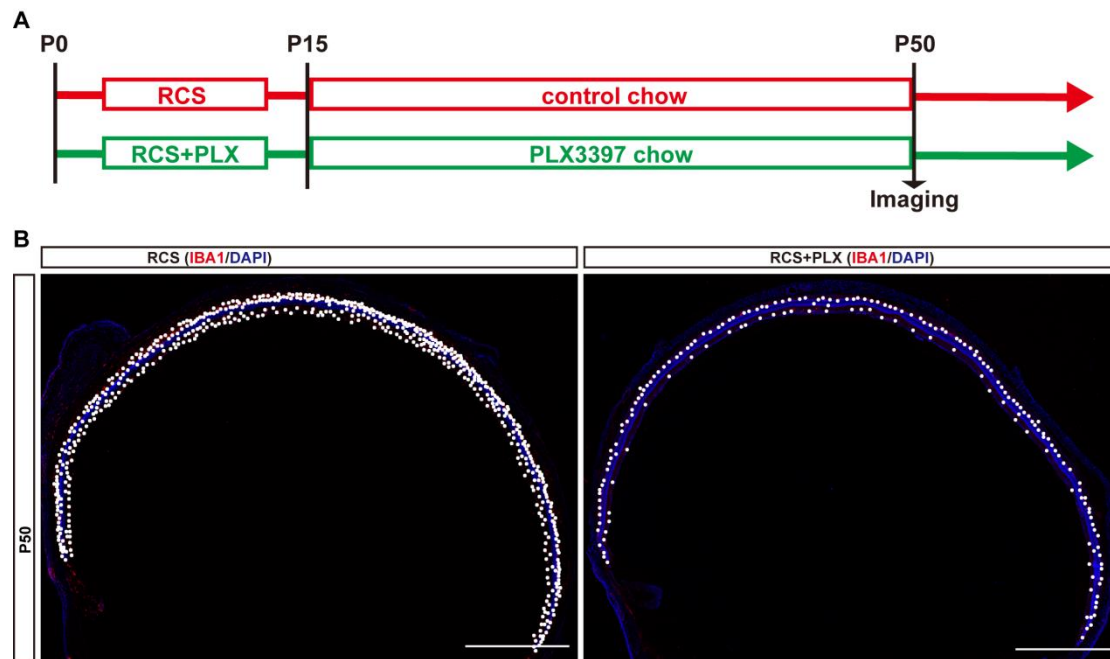 A
P0 P15 P50
RCS control chow
RCS+PLX PLX3397 chow
Imaging
B
RCS (IBA1/DAPI) RCS+PLX (IBA1/DAPI)
P50